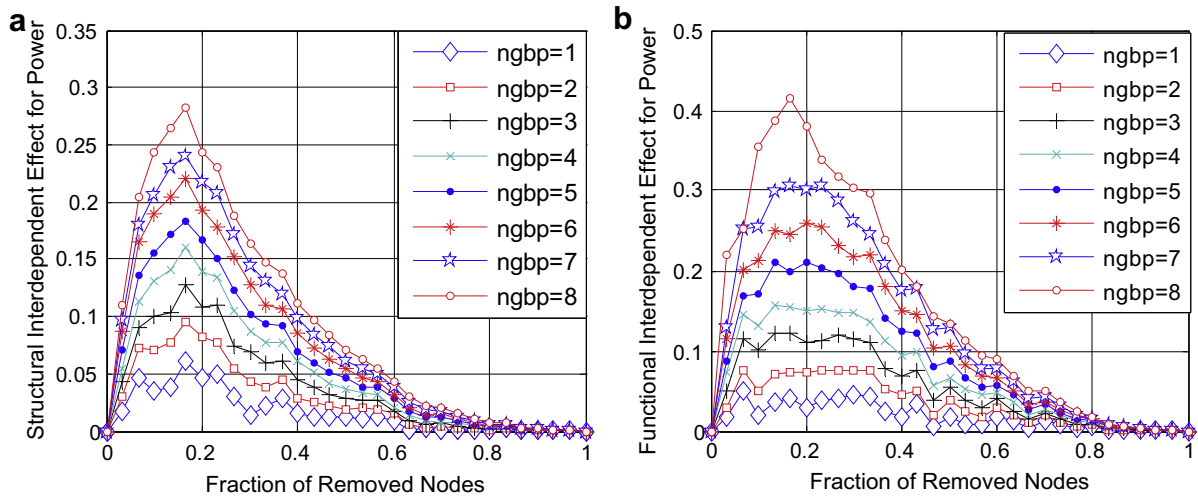 a
Structural Interdependent Effect for Power
0.35
0.3
0.25
0.2
0.15
0.1
0.05
0
0
0.2
0.4
0.6
0.8
1
Fraction of Removed Nodes
ngbp=1
ngbp=2
ngbp=3
ngbp=4
ngbp=5
ngbp=6
ngbp=7
ngbp=8
b
Functional Interdependent Effect for Power
0.5
0.4
0.3
0.2
0.1
0
0
0.2
0.4
0.6
0.8
1
Fraction of Removed Nodes
ngbp=1
ngbp=2
ngbp=3
ngbp=4
ngbp=5
ngbp=6
ngbp=7
ngbp=8